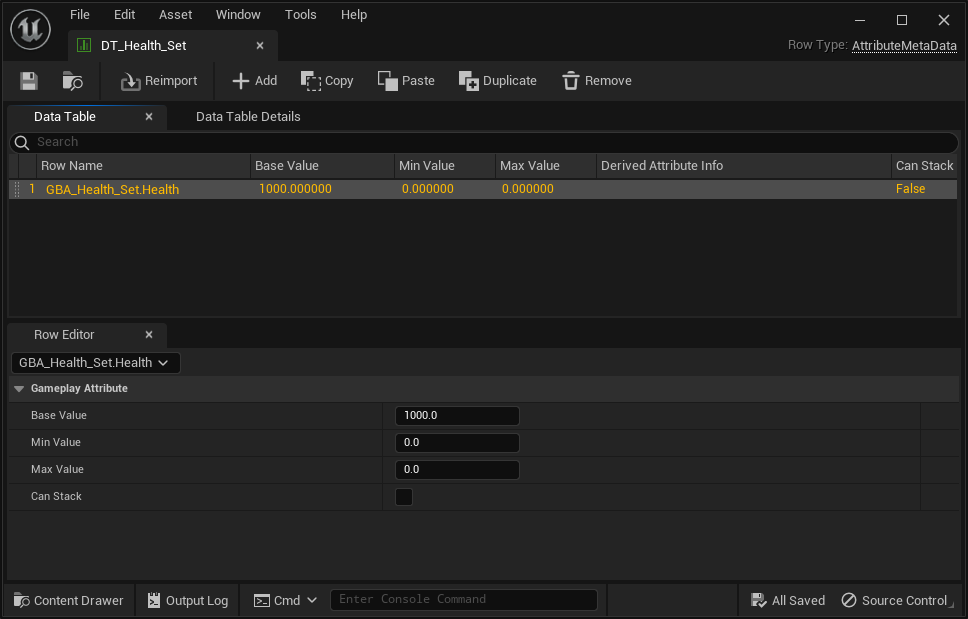 File Edit Asset Window Tools Help
DT_Health_Set
Row Type: AttributeMetaData
Reimport Add Copy Paste Duplicate Remove
Data Table Data Table Details
Search
Row Name Base Value Min Value Max Value Derived Attribute Info Can Stack
1 GBA_Health_Set.Health 1000.000000 0.000000 0.000000 False
Row Editor
GBA_Health_Set.Health
Gameplay Attribute
Base Value 1000.0
Min Value 0.0
Max Value 0.0
Can Stack
Content Drawer Output Log Cmd Enter Console Command All Saved Source Control